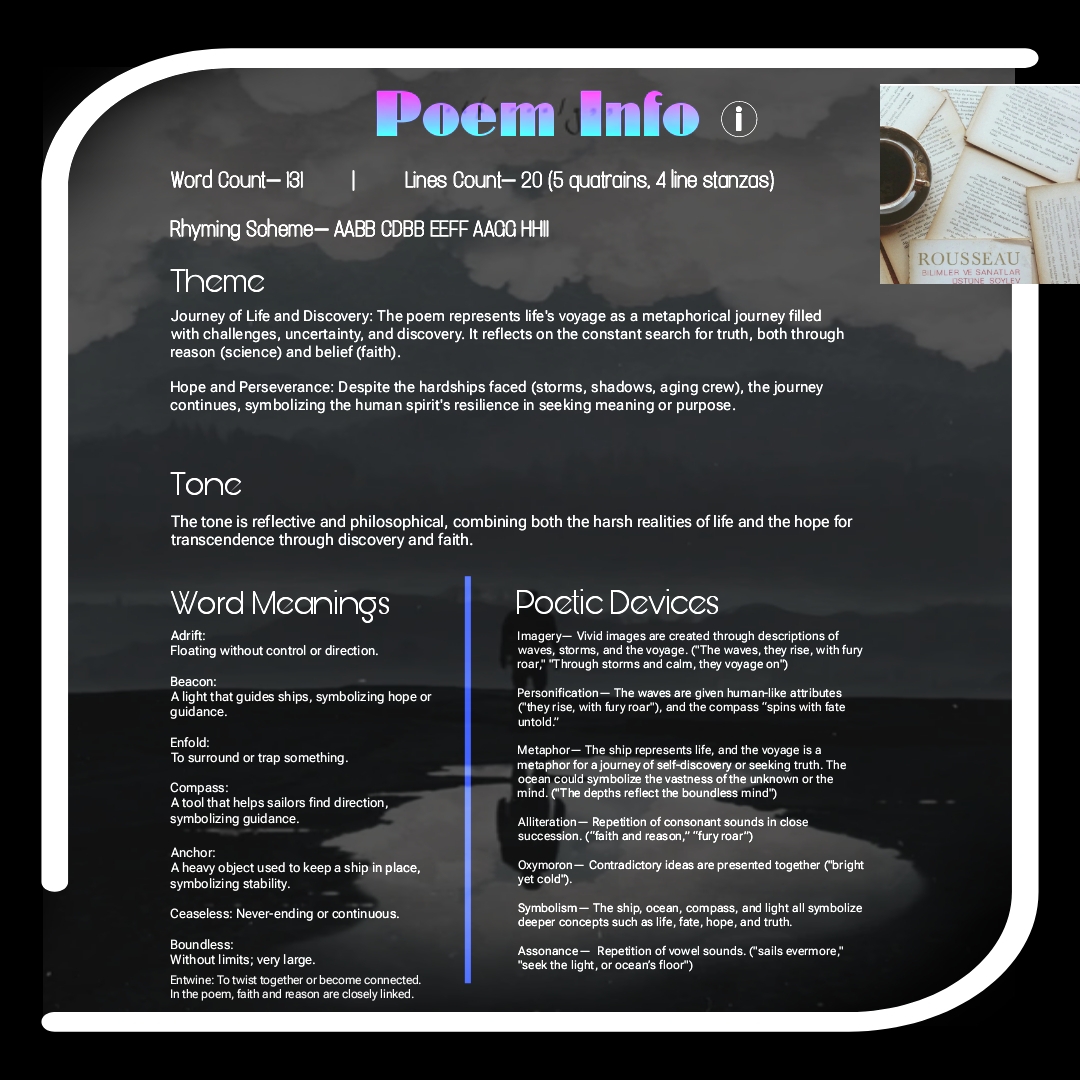 Poem Info i
Word Count— 131 | Lines Count— 20 (5 quatrains, 4 line stanzas)
Rhyming Scheme— AABB CDBB EEFF AAGG HHII
ROUSSEAU
BILIMLER VE SANATLAR
ÜSTÜNE SÖYLEV
Theme
Journey of Life and Discovery: The poem represents life's voyage as a metaphorical journey filled
with challenges, uncertainty, and discovery. It reflects on the constant search for truth, both through
reason (science) and belief (faith).
Hope and Perseverance: Despite the hardships faced (storms, shadows, aging crew), the journey
continues, symbolizing the human spirit's resilience in seeking meaning or purpose.
Tone
The tone is reflective and philosophical, combining both the harsh realities of life and the hope for
transcendence through discovery and faith.
Word Meanings
Adrift:
Floating without control or direction.
Beacon:
A light that guides ships, symbolizing hope or
guidance.
Enfold:
To surround or trap something.
Compass:
A tool that helps sailors find direction,
symbolizing guidance.
Anchor:
A heavy object used to keep a ship in place,
symbolizing stability.
Ceaseless: Never-ending or continuous.
Boundless:
Without limits; very large.
Entwine: To twist together or become connected.
In the poem, faith and reason are closely linked.
Poetic Devices
Imagery— Vivid images are created through descriptions of
waves, storms, and the voyage. ("The waves, they rise, with fury
roar," "Through storms and calm, they voyage on")
Personification— The waves are given human-like attributes
("they rise, with fury roar"), and the compass “spins with fate
untold.”
Metaphor— The ship represents life, and the voyage is a
metaphor for a journey of self-discovery or seeking truth. The
ocean could symbolize the vastness of the unknown or the
mind. ("The depths reflect the boundless mind")
Alliteration— Repetition of consonant sounds in close
succession. (“faith and reason,” “fury roar”)
Oxymoron— Contradictory ideas are presented together ("bright
yet cold").
Symbolism— The ship, ocean, compass, and light all symbolize
deeper concepts such as life, fate, hope, and truth.
Assonance— Repetition of vowel sounds. ("sails evermore,"
"seek the light, or ocean’s floor")